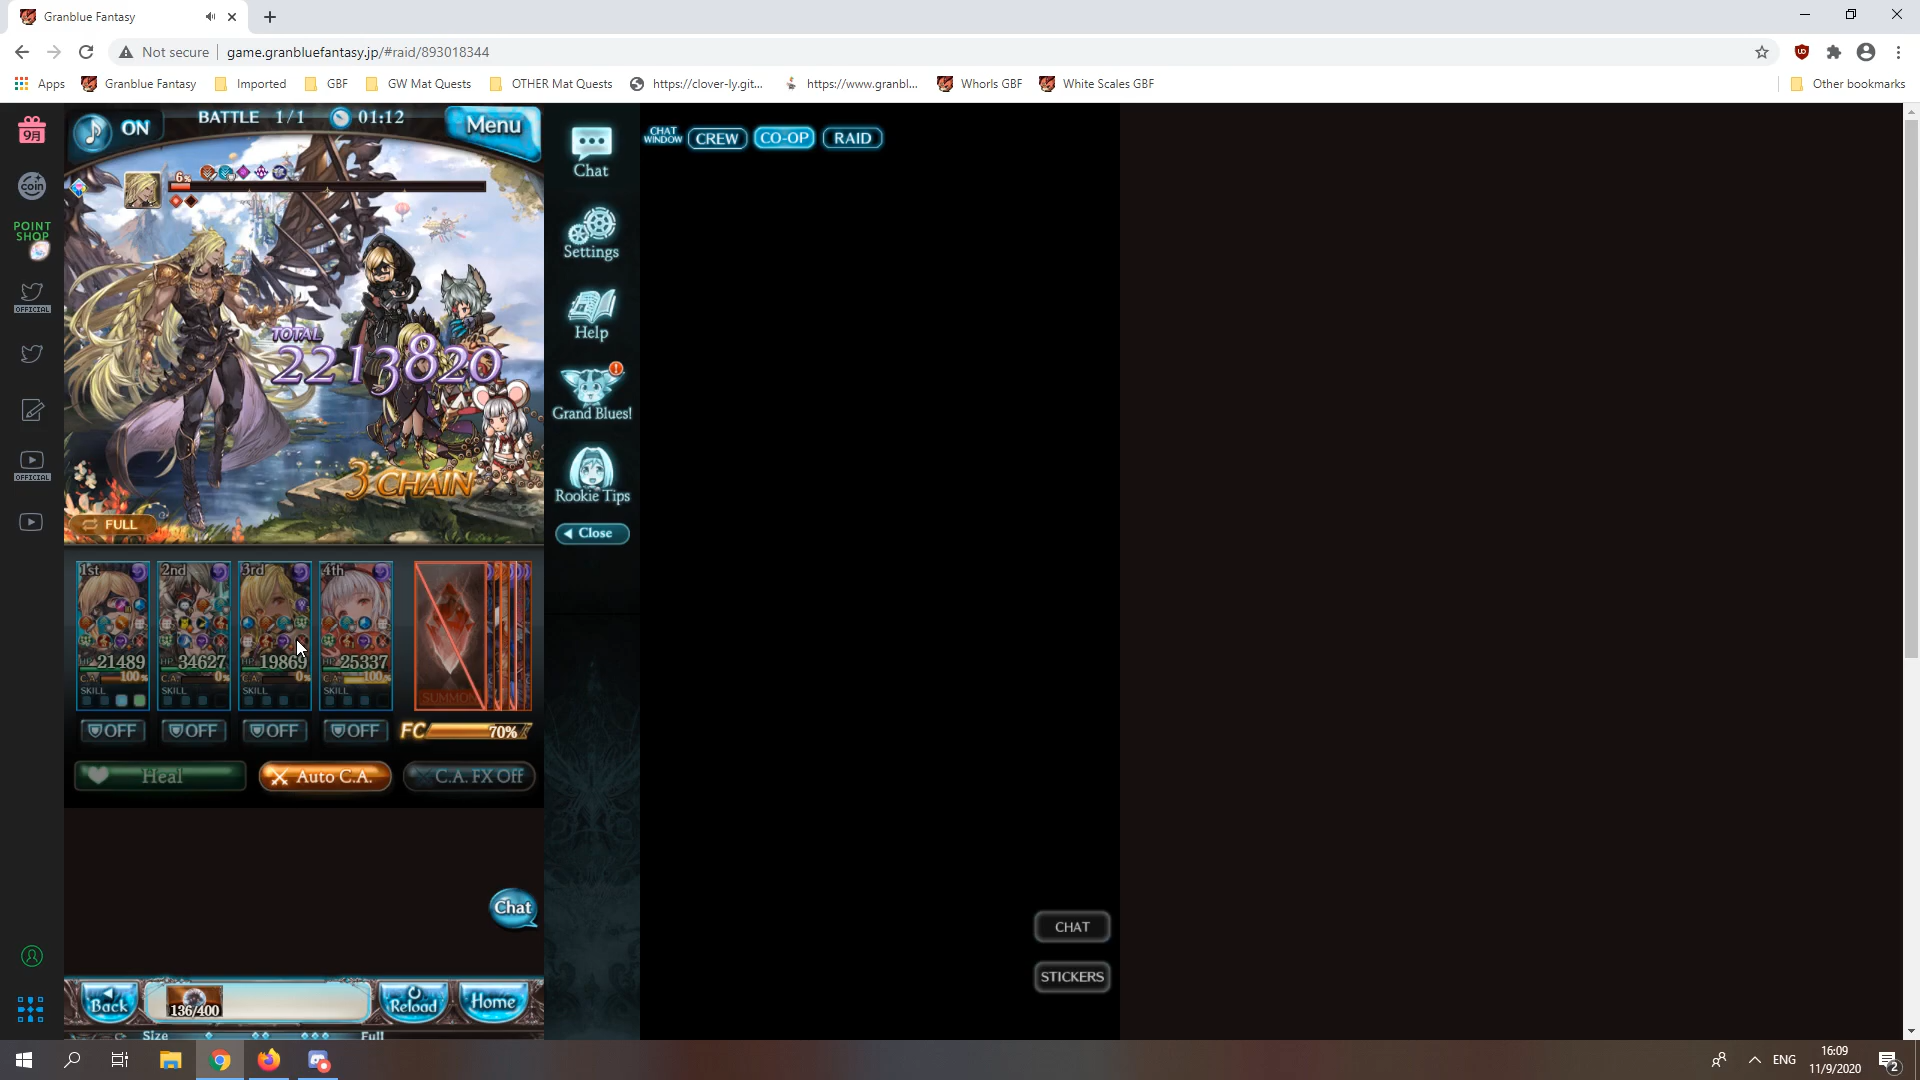 Granblue Fantasy
Not secure
game.granbluefantasy.jp/#raid/893018344
Apps
Granblue Fantasy
Imported
GBF
GW Mat Quests
OTHER Mat Quests
https://clover-ly.git...
https://www.granbl...
Whorls GBF
White Scales GBF
Other bookmarks
9月
coin
POINT
SHOP
OFFICIAL
OFFICIAL
ON
BATTLE 1/1
01:12
Menu
6%
TOTAL
2213820
3 CHAIN
FULL
1st
2nd
3rd
4th
HP 21489
HP 34627
HP 19869
HP 25337
C.A. 100%
C.A. 0%
C.A. 0%
C.A. 100%
SKILL
SKILL
SKILL
SKILL
SUMMON
OFF
OFF
OFF
OFF
FC 70%
Heal
Auto C.A.
C.A. FX Off
Chat
Back
136/400
Reload
Home
Size
Full
Chat
Settings
Help
Grand Blues!
Rookie Tips
Close
CHAT
WINDOW
CREW
CO-OP
RAID
CHAT
STICKERS
ENG
16:09
11/9/2020
2